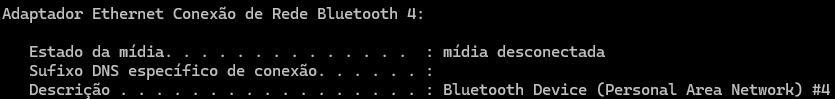 Adaptador Ethernet Conexão de Rede Bluetooth 4:
Estado da mídia. . . . . . . . . . . . . .  : mídia desconectada
Sufixo DNS específico de conexão. . . . . . :
Descrição . . . . . . . . . . . . . . . . . : Bluetooth Device (Personal Area Network) #4